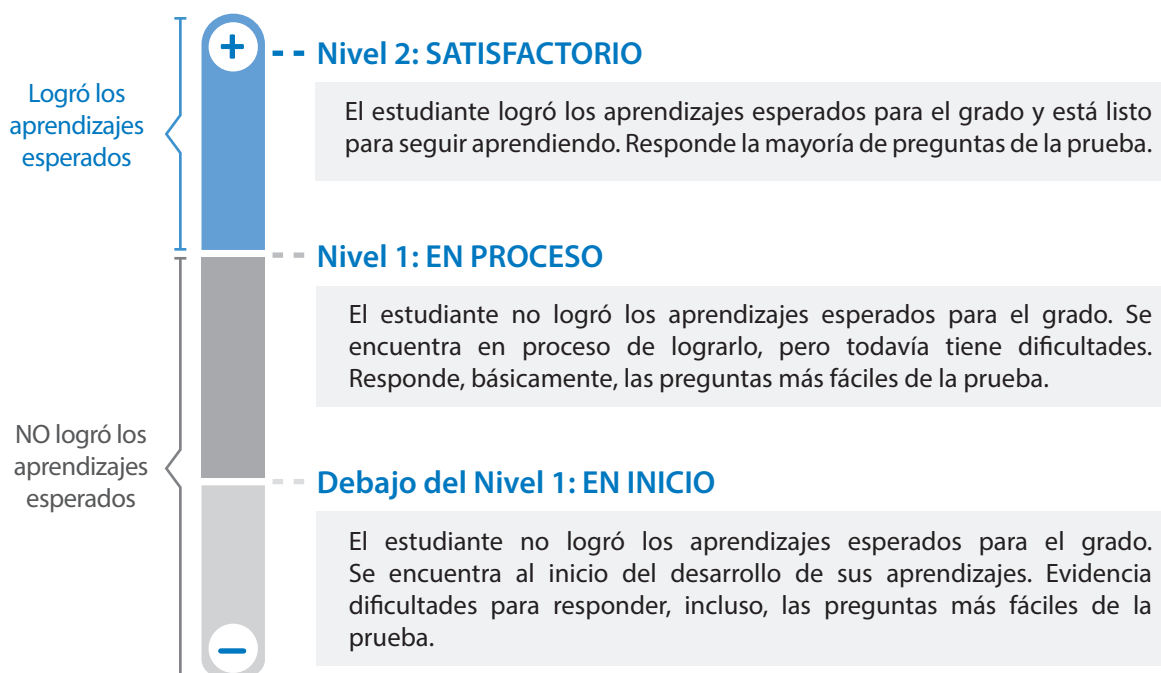 +
Nivel 2: SATISFACTORIO
Logró los
aprendizajes
esperados
El estudiante logró los aprendizajes esperados para el grado y está listo
para seguir aprendiendo. Responde la mayoría de preguntas de la prueba.
Nivel 1: EN PROCESO
El estudiante no logró los aprendizajes esperados para el grado. Se
encuentra en proceso de lograrlo, pero todavía tiene dificultades.
Responde, básicamente, las preguntas más fáciles de la prueba.
NO logró los
aprendizajes
esperados
Debajo del Nivel 1: EN INICIO
El estudiante no logró los aprendizajes esperados para el grado.
Se encuentra al inicio del desarrollo de sus aprendizajes. Evidencia
dificultades para responder, incluso, las preguntas más fáciles de la
prueba.
–